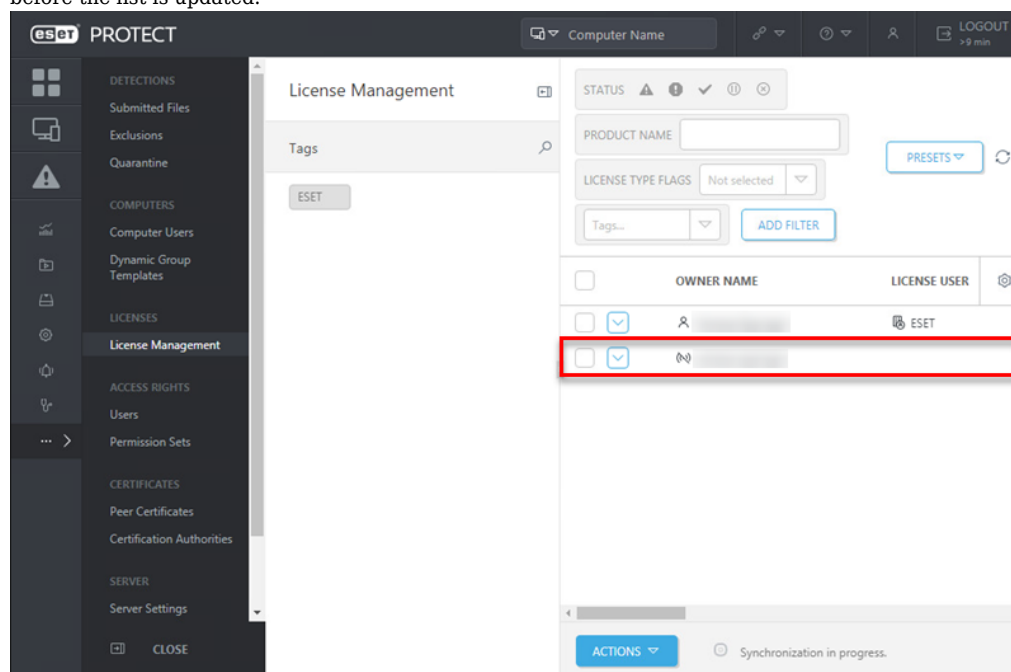 before the list is updated.
eset PROTECT
Computer Name
LOGOUT
>9 min
DETECTIONS
Submitted Files
Exclusions
Quarantine
COMPUTERS
Computer Users
Dynamic Group
Templates
LICENSES
License Management
ACCESS RIGHTS
Users
Permission Sets
CERTIFICATES
Peer Certificates
Certification Authorities
SERVER
Server Settings
CLOSE
License Management
Tags
ESET
STATUS
PRODUCT NAME
LICENSE TYPE FLAGS Not selected
Tags...
ADD FILTER
PRESETS
OWNER NAME LICENSE USER
ESET
ACTIONS
Synchronization in progress.